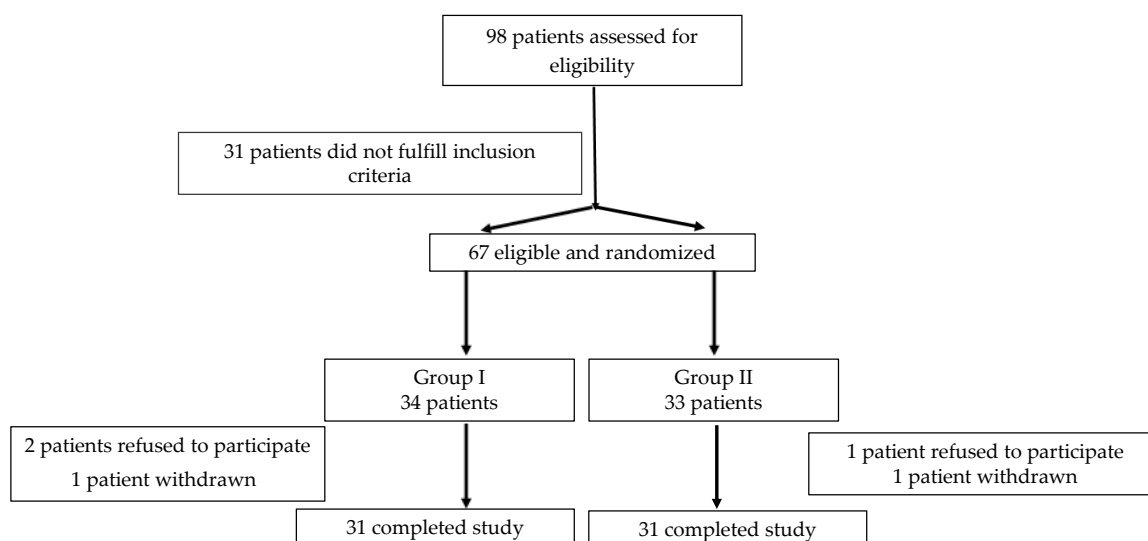 98 patients assessed for
eligibility
31 patients did not fulfill inclusion
criteria
67 eligible and randomized
Group I
34 patients
Group II
33 patients
2 patients refused to participate
1 patient withdrawn
1 patient refused to participate
1 patient withdrawn
31 completed study
31 completed study